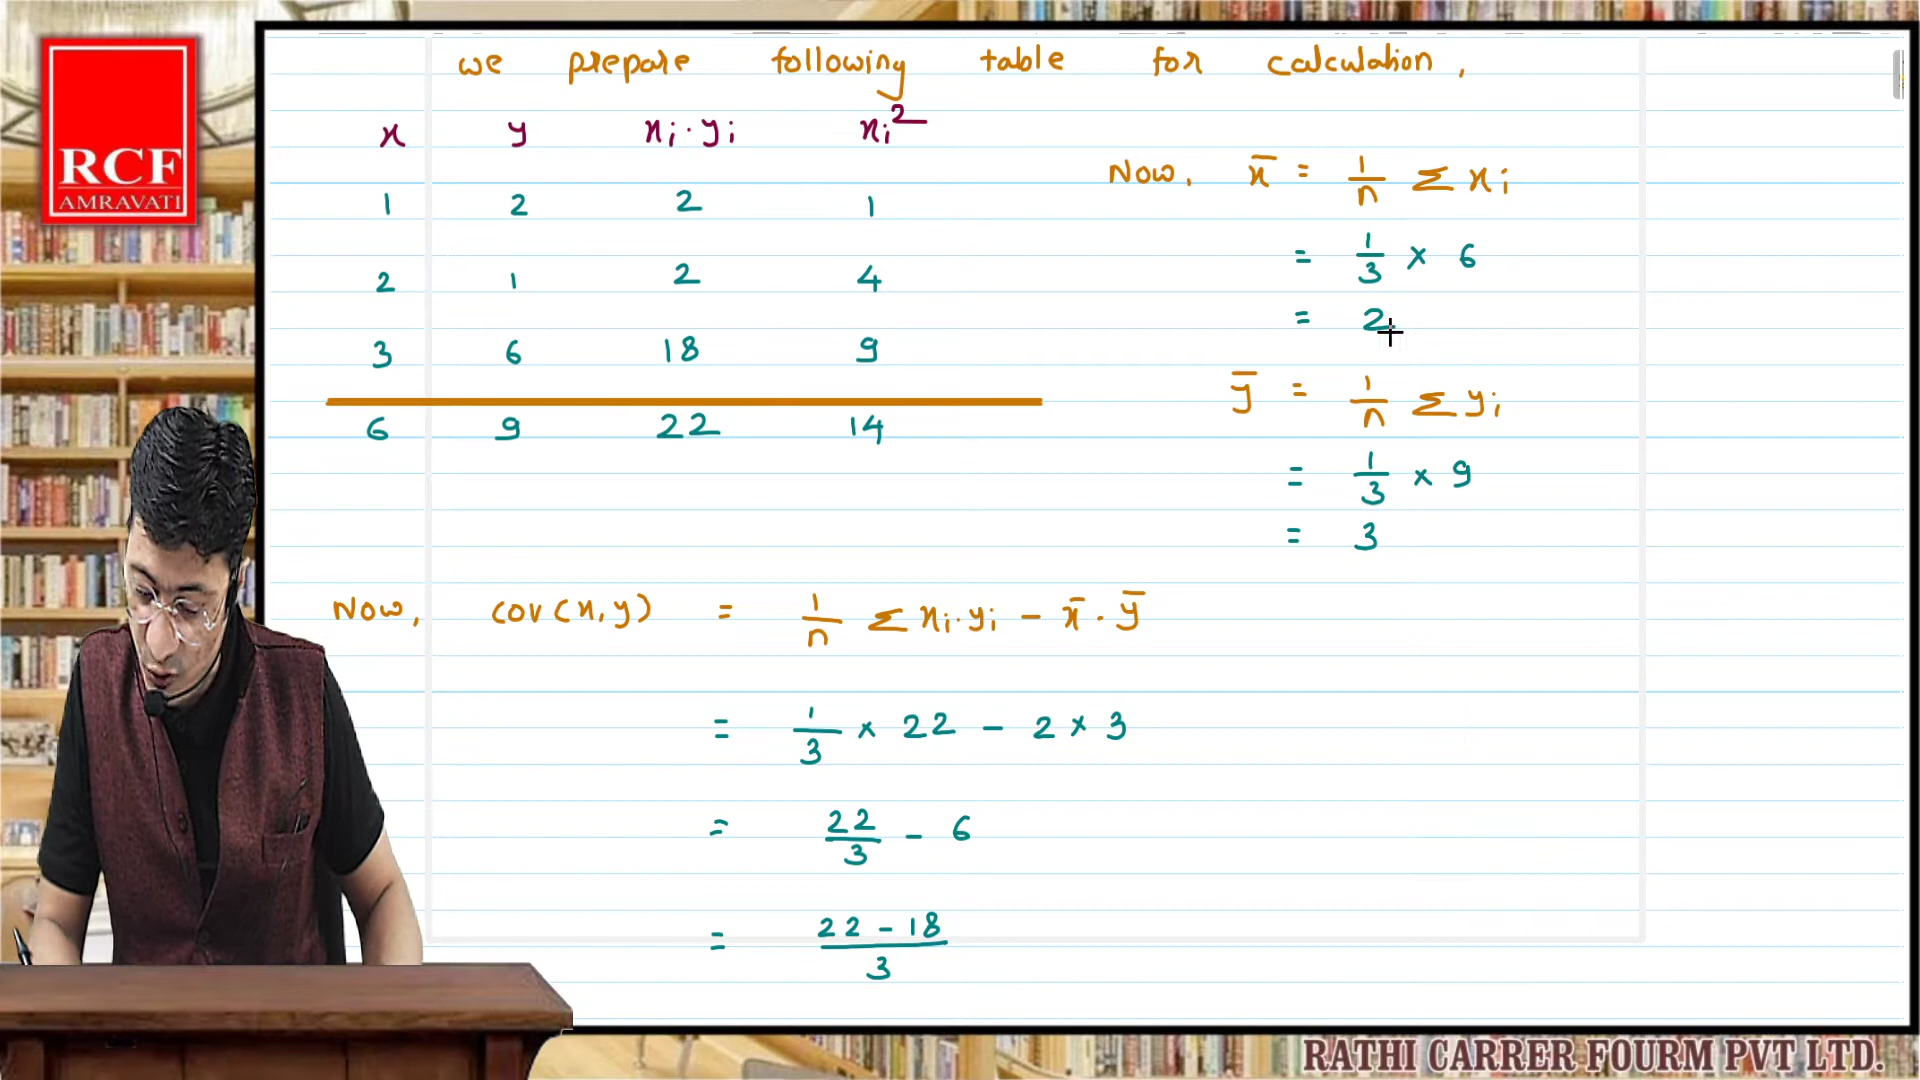 RCF
AMRAVATI
we prepare following table for calculation,
x y xi·yi xi²
1 2 2 1
2 1 2 4
3 6 18 9
6 9 22 14
Now, x̄ = 1/n Σ xi
= 1/3 × 6
= 2
ȳ = 1/n Σ yi
= 1/3 × 9
= 3
Now, cov(x,y) = 1/n Σ xi·yi − x̄·ȳ
= 1/3 × 22 − 2 × 3
= 22/3 − 6
= 22 − 18 / 3
RATHI CARRER FOURM PVT LTD.